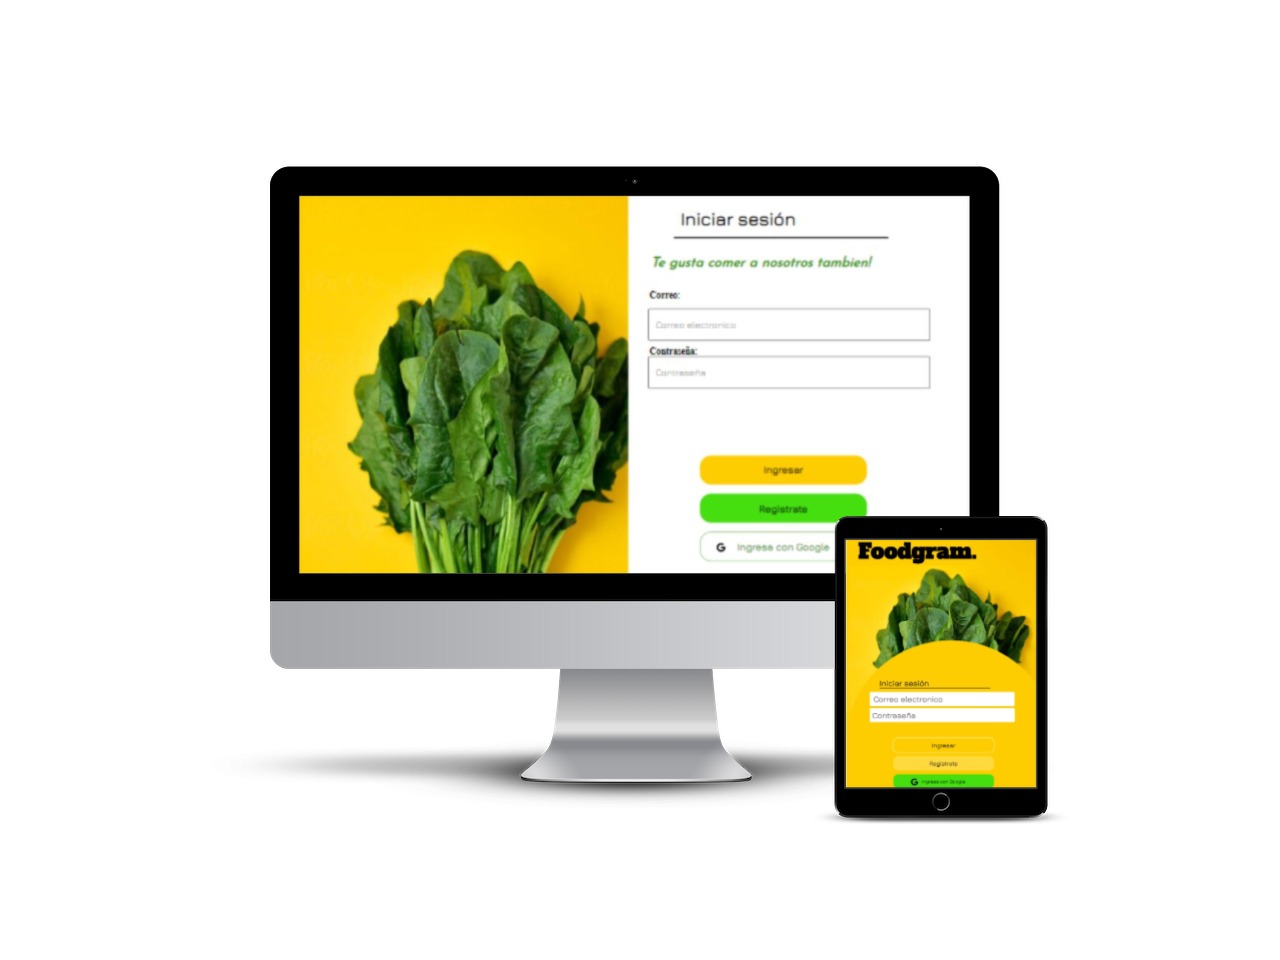 Iniciar sesión
Te gusta comer a nosotros tambien!
Correo:
Correo electronico
Contraseña:
Contraseña
Ingresar
Registrate
G Ingresa con Google
Foodgram.
Iniciar sesión
Correo electronico
Contraseña
Ingresar
Registrate
G Ingresa con Google